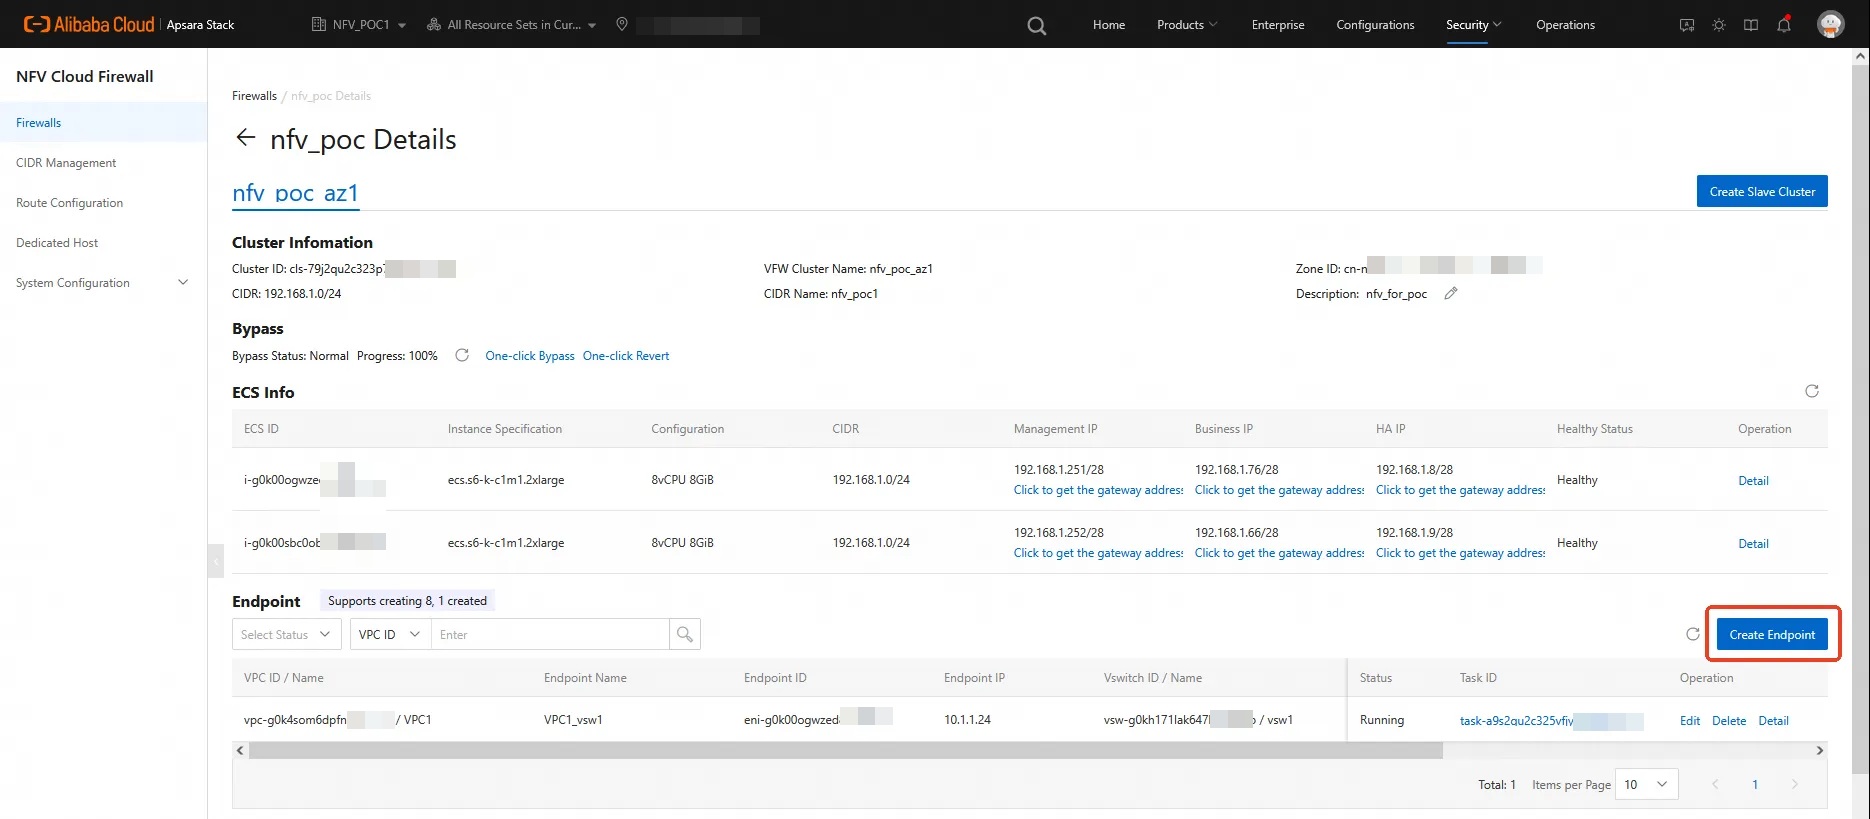 Alibaba Cloud | Apsara Stack
NFV_POC1
All Resource Sets in Cur...
Home
Products
Enterprise
Configurations
Security
Operations
NFV Cloud Firewall
Firewalls
CIDR Management
Route Configuration
Dedicated Host
System Configuration
Firewalls / nfv_poc Details
nfv_poc Details
nfv_poc_az1
Create Slave Cluster
Cluster Infomation
Cluster ID: cls-79j2qu2c323p
VFW Cluster Name: nfv_poc_az1
Zone ID: cn-n
CIDR: 192.168.1.0/24
CIDR Name: nfv_poc1
Description: nfv_for_poc
Bypass
Bypass Status: Normal Progress: 100% One-click Bypass One-click Revert
ECS Info
ECS ID Instance Specification Configuration CIDR Management IP Business IP HA IP Healthy Status Operation
i-g0k00ogwze ecs.s6-k-c1m1.2xlarge 8vCPU 8GiB 192.168.1.0/24 192.168.1.251/28 192.168.1.76/28 192.168.1.8/28 Healthy Detail
Click to get the gateway address Click to get the gateway address Click to get the gateway address
i-g0k00sbc0ob ecs.s6-k-c1m1.2xlarge 8vCPU 8GiB 192.168.1.0/24 192.168.1.252/28 192.168.1.66/28 192.168.1.9/28 Healthy Detail
Click to get the gateway address Click to get the gateway address Click to get the gateway address
Endpoint Supports creating 8, 1 created
Select Status VPC ID Enter Create Endpoint
VPC ID / Name Endpoint Name Endpoint ID Endpoint IP Vswitch ID / Name Status Task ID Operation
vpc-g0k4som6dpfn / VPC1 VPC1_vsw1 eni-g0k00ogwzed 10.1.1.24 vsw-g0kh171lak647 / vsw1 Running task-a9s2qu2c325vfjy Edit Delete Detail
Total: 1 Items per Page 10 1